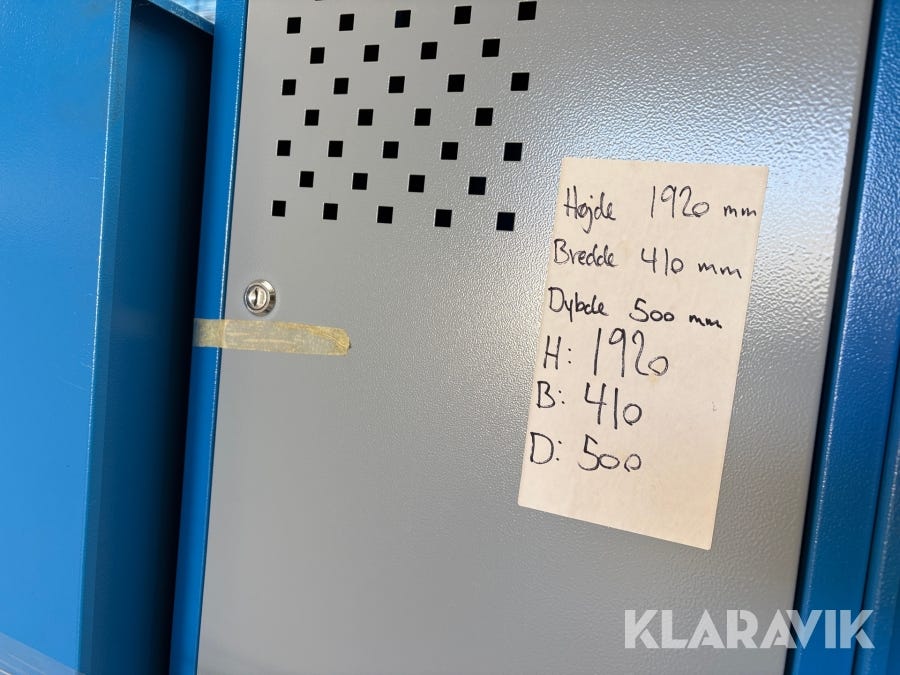 Højde 1920 mm
Bredde 410 mm
Dybde 500 mm
H: 1920
B: 410
D: 500
KLARAVIK